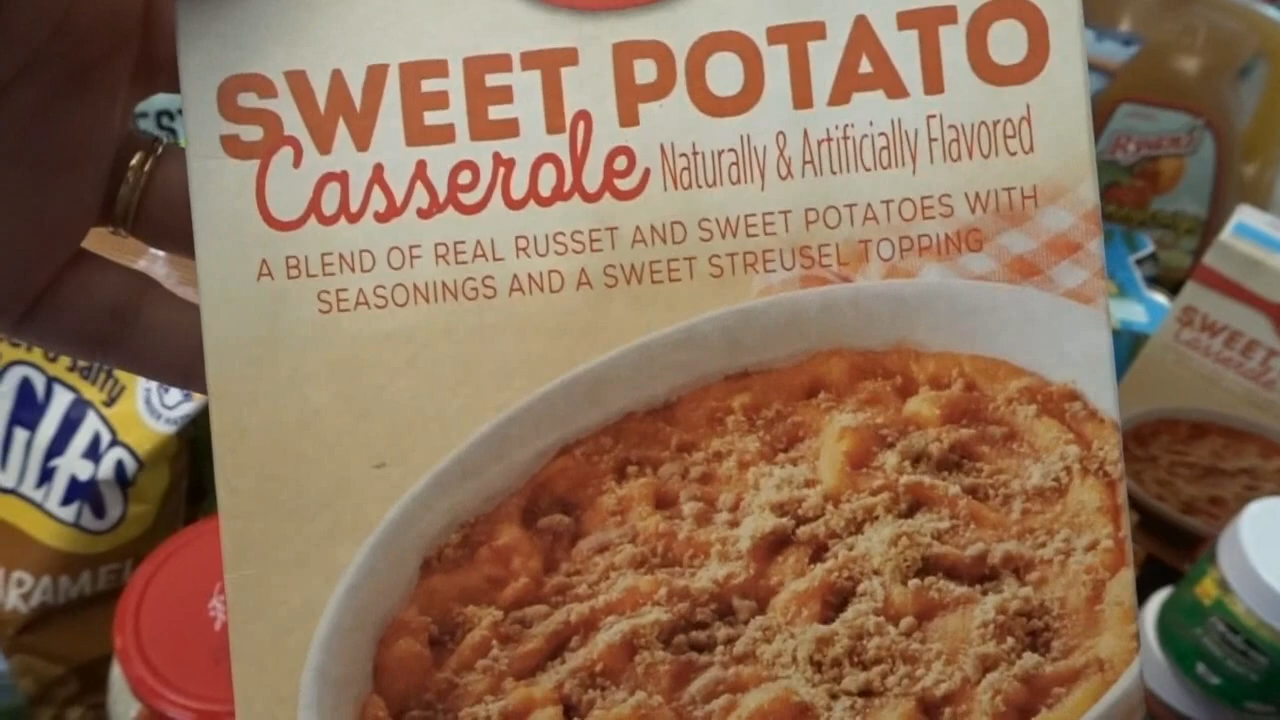 SWEET POTATO
Casserole Naturally & Artificially Flavored
A BLEND OF REAL RUSSET AND SWEET POTATOES WITH
SEASONINGS AND A SWEET STREUSEL TOPPING
Salty
GLES
ARAMEL
SWEET
Casserole